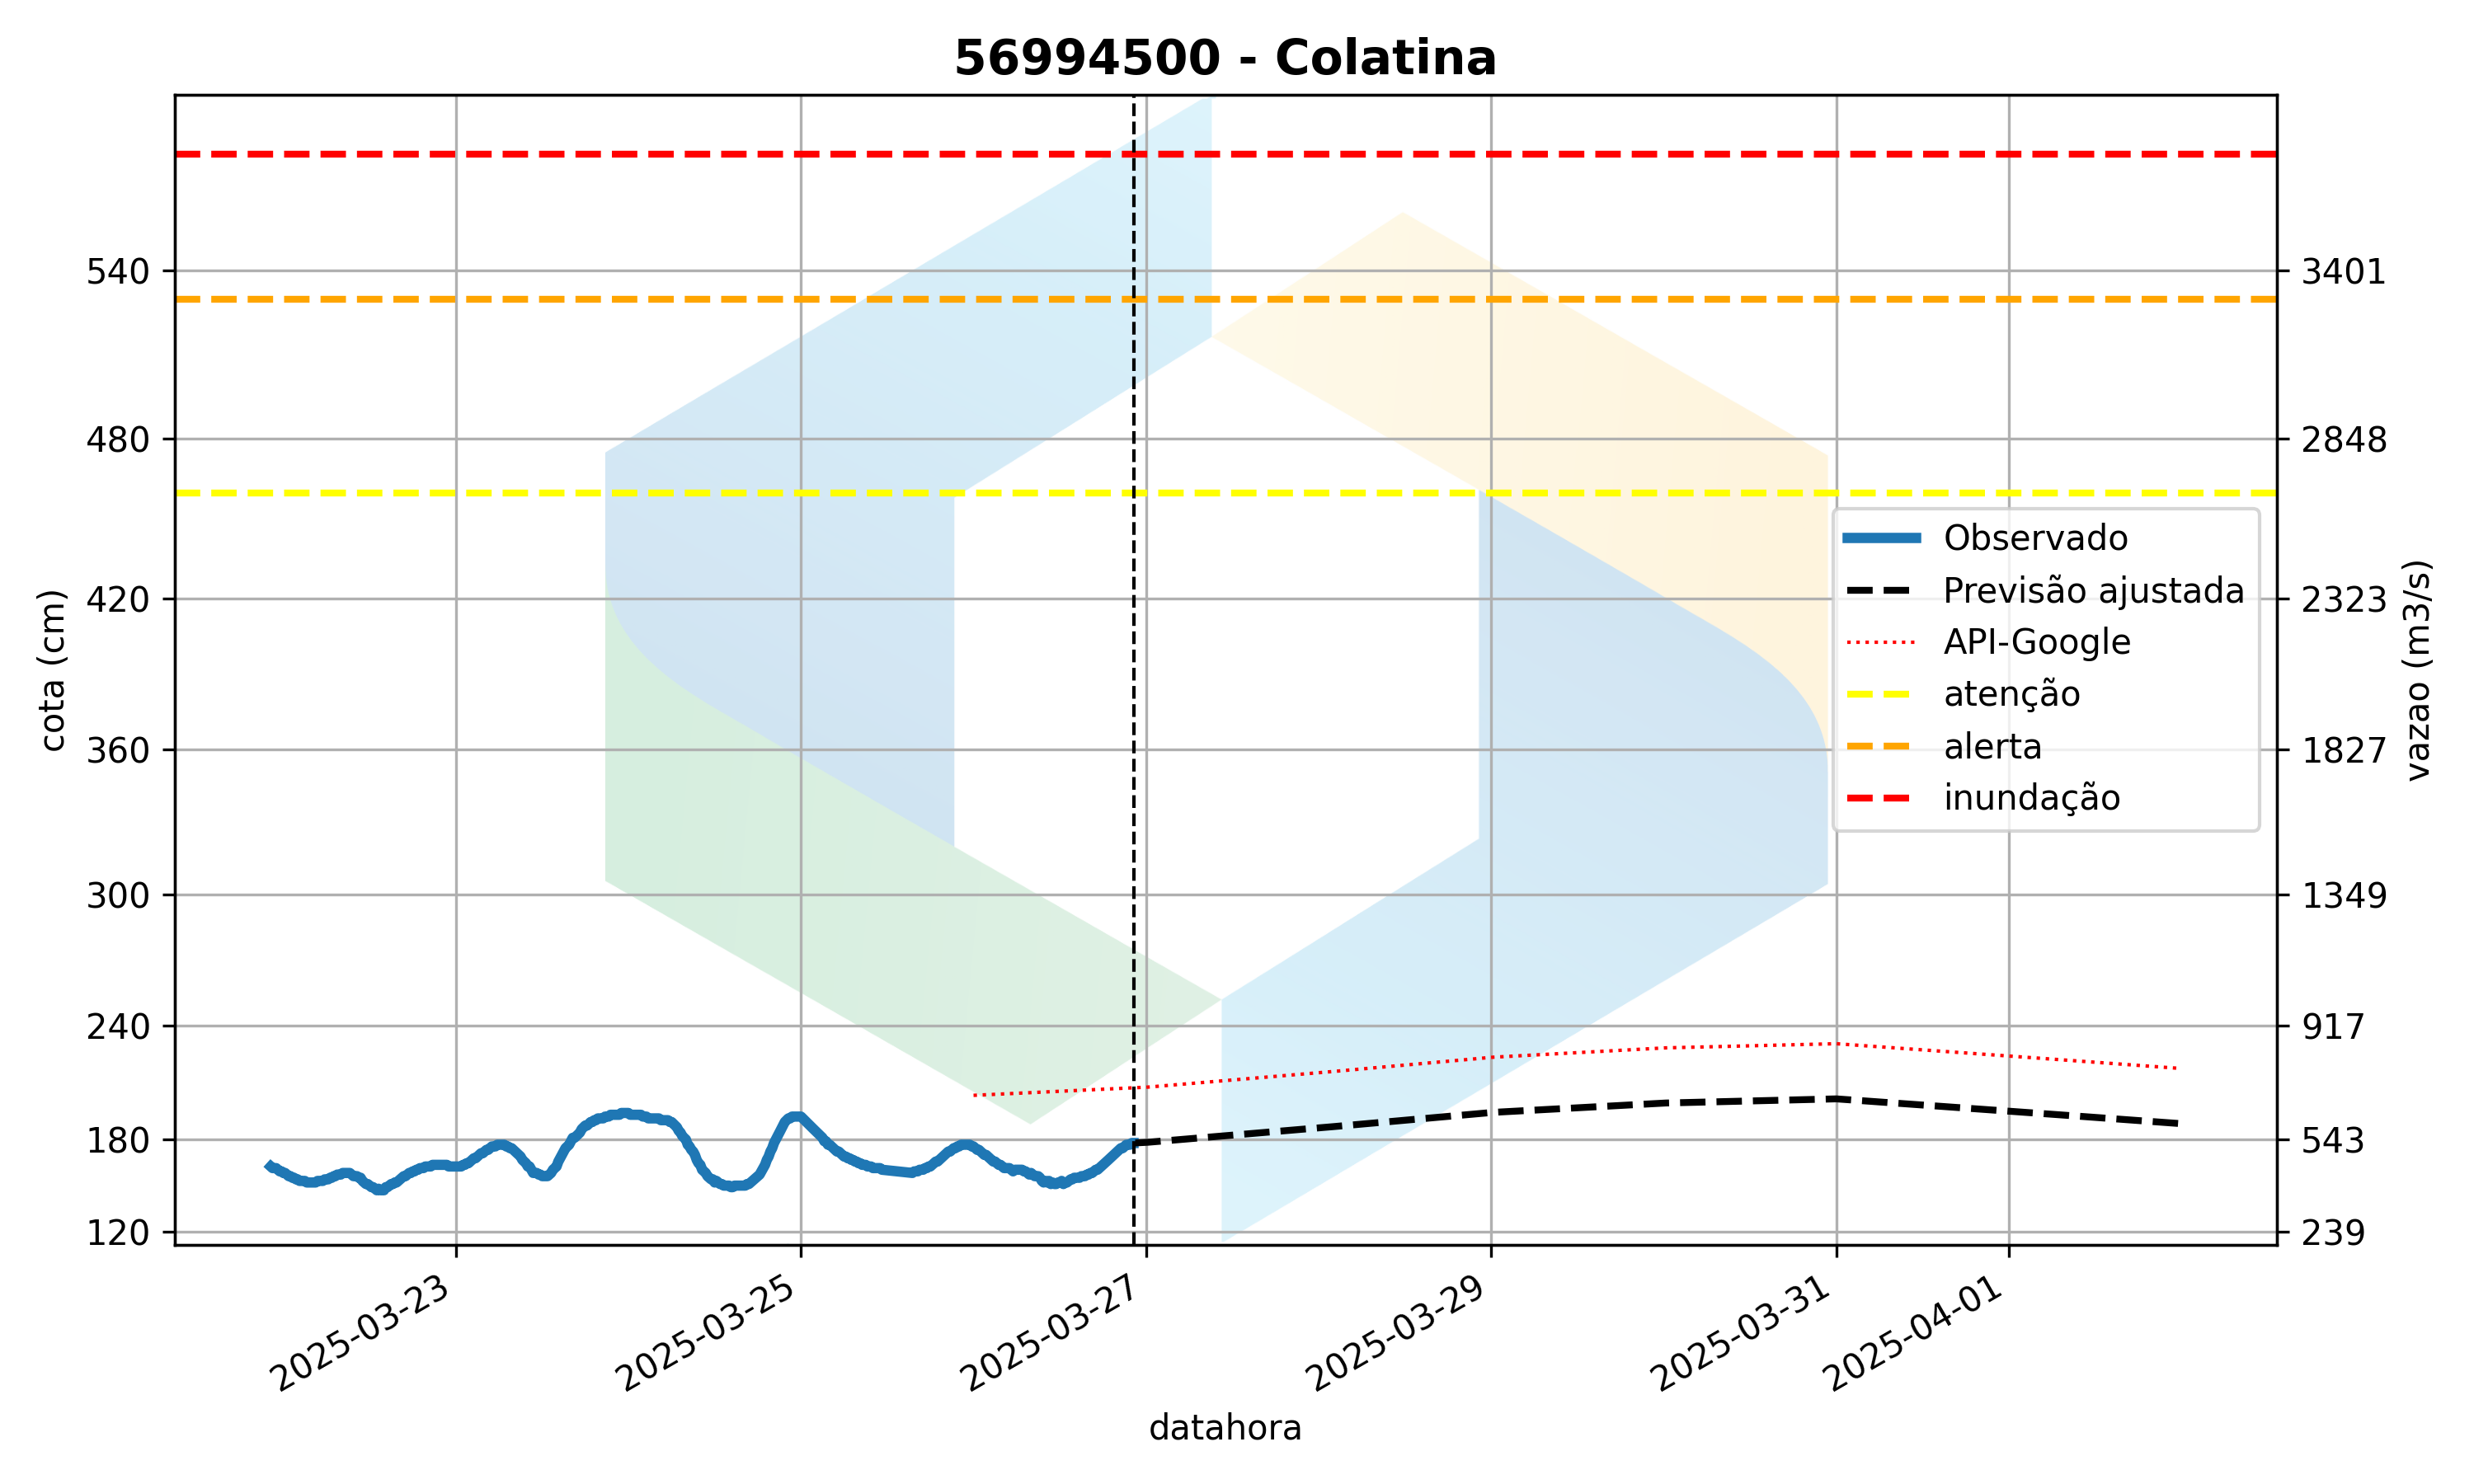 56994500 - Colatina
cota (cm)
540
480
420
360
300
240
180
120
3401
2848
2323
1827
1349
917
543
239
vazao (m3/s)
Observado
Previsão ajustada
API-Google
atenção
alerta
inundação
2025-03-23
2025-03-25
2025-03-27
2025-03-29
2025-03-31
2025-04-01
datahora